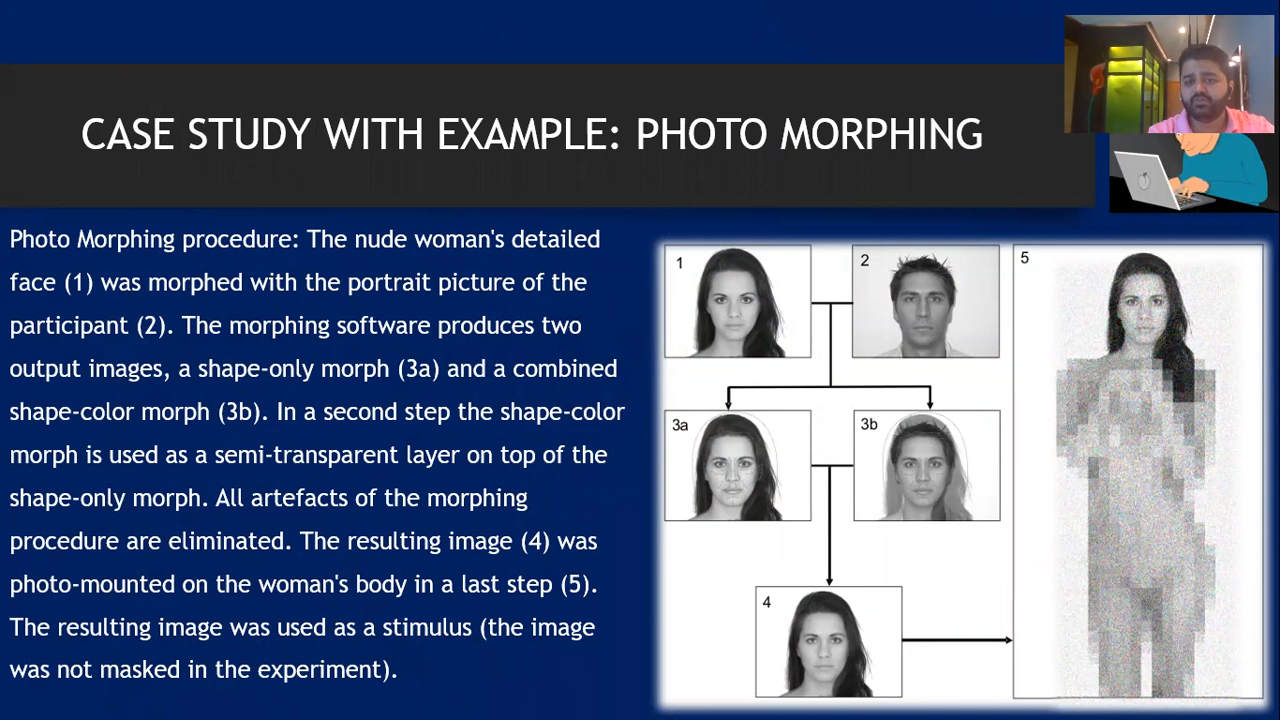 CASE STUDY WITH EXAMPLE: PHOTO MORPHING
Photo Morphing procedure: The nude woman's detailed
face (1) was morphed with the portrait picture of the
participant (2). The morphing software produces two
output images, a shape-only morph (3a) and a combined
shape-color morph (3b). In a second step the shape-color
morph is used as a semi-transparent layer on top of the
shape-only morph. All artefacts of the morphing
procedure are eliminated. The resulting image (4) was
photo-mounted on the woman's body in a last step (5).
The resulting image was used as a stimulus (the image
was not masked in the experiment).
1
2
5
3a
3b
4